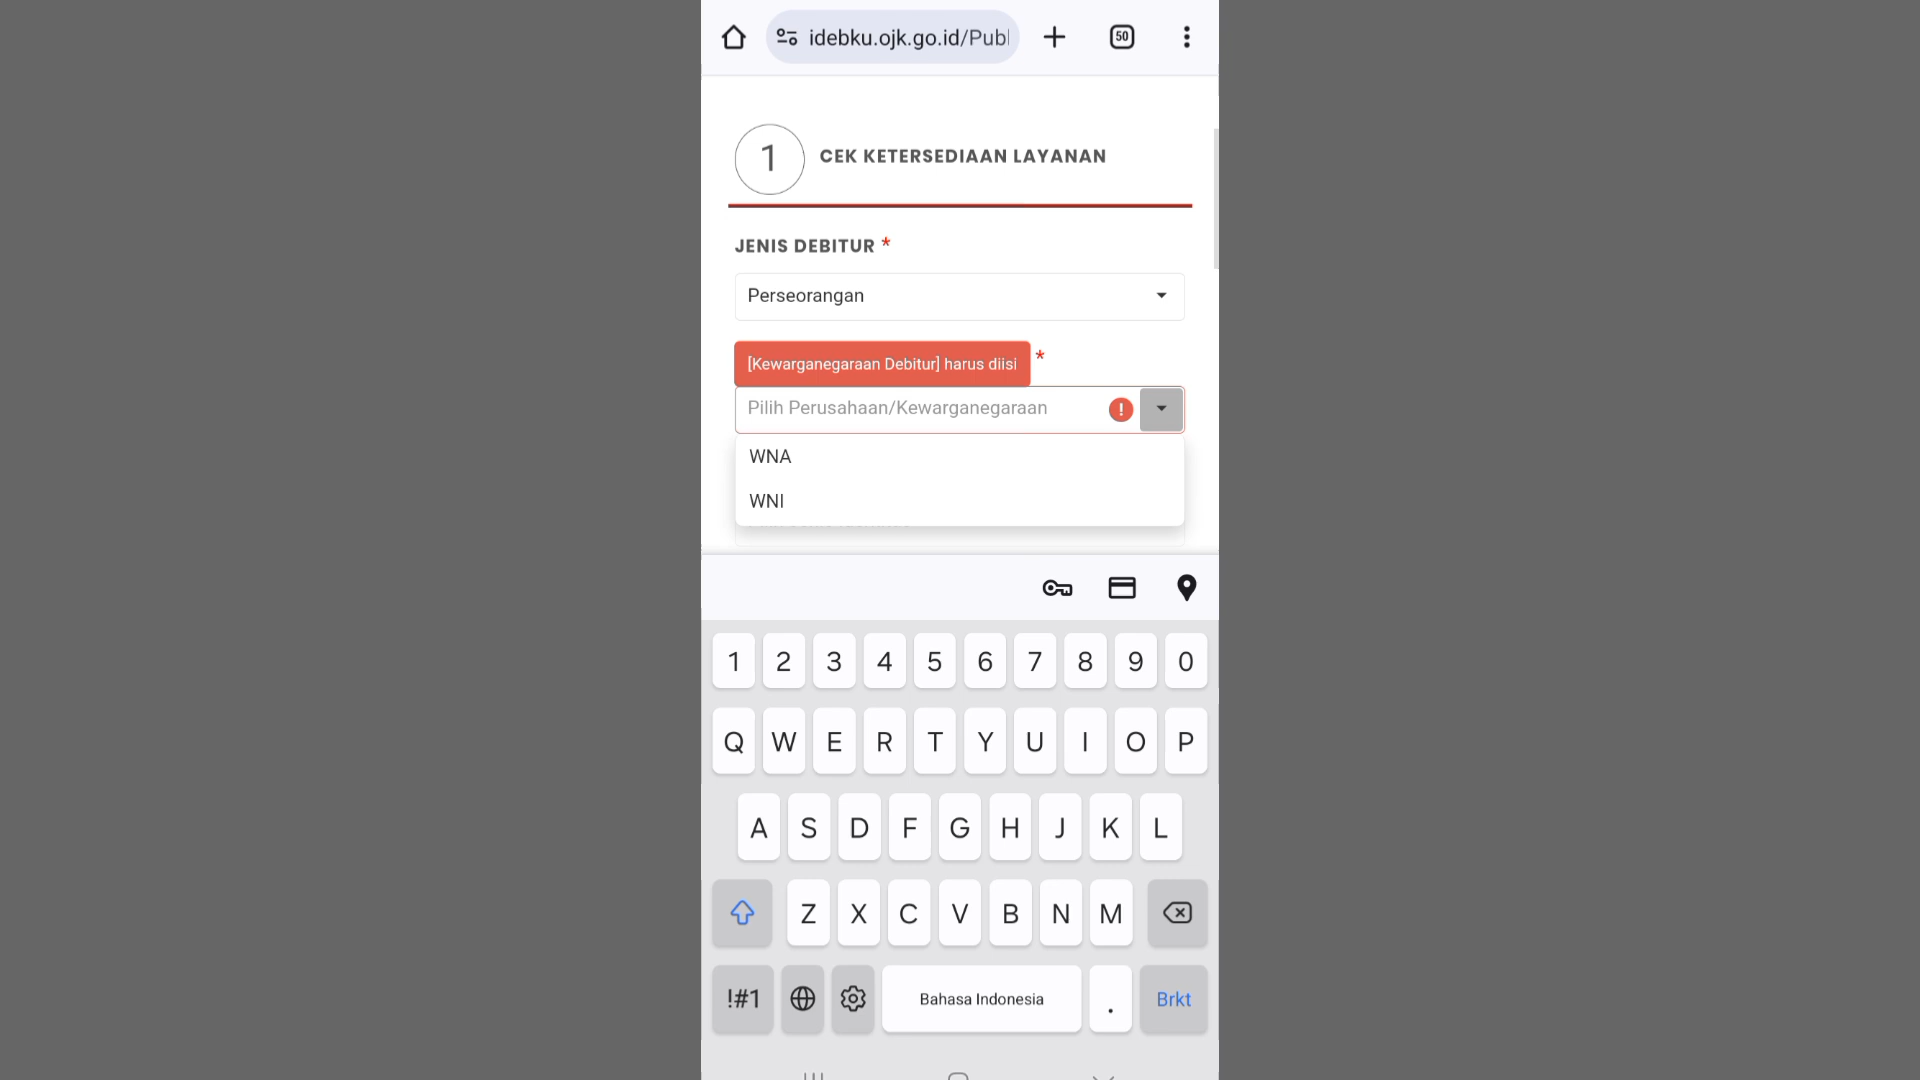 idebku.ojk.go.id/Publ
50
1
CEK KETERSEDIAAN LAYANAN
JENIS DEBITUR *
Perseorangan
[Kewarganegaraan Debitur] harus diisi
*
Pilih Perusahaan/Kewarganegaraan
!
WNA
WNI
1 2 3 4 5 6 7 8 9 0
Q W E R T Y U I O P
A S D F G H J K L
Z X C V B N M
!#1 Bahasa Indonesia . Brkt